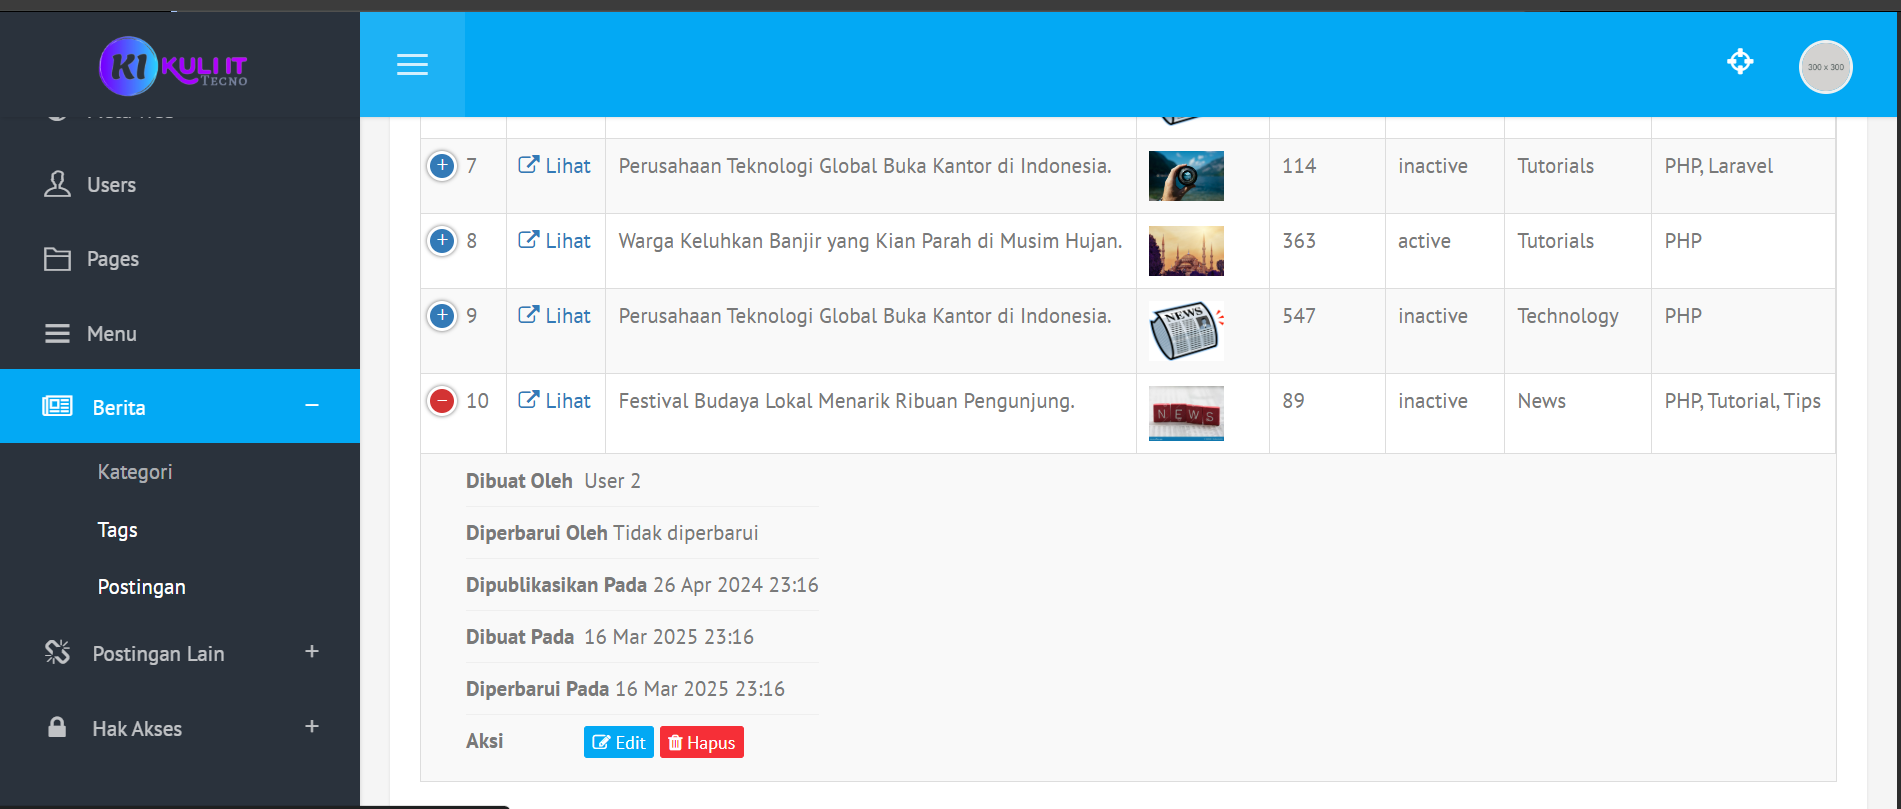 KI KULI IT
TECNO
300 x 300
Users
Pages
Menu
Berita
Kategori
Tags
Postingan
Postingan Lain
Hak Akses
7 Lihat Perusahaan Teknologi Global Buka Kantor di Indonesia. 114 inactive Tutorials PHP, Laravel
8 Lihat Warga Keluhkan Banjir yang Kian Parah di Musim Hujan. 363 active Tutorials PHP
9 Lihat Perusahaan Teknologi Global Buka Kantor di Indonesia. NEWS 547 inactive Technology PHP
10 Lihat Festival Budaya Lokal Menarik Ribuan Pengunjung. NEWS 89 inactive News PHP, Tutorial, Tips
Dibuat Oleh User 2
Diperbarui Oleh Tidak diperbarui
Dipublikasikan Pada 26 Apr 2024 23:16
Dibuat Pada 16 Mar 2025 23:16
Diperbarui Pada 16 Mar 2025 23:16
Aksi Edit Hapus